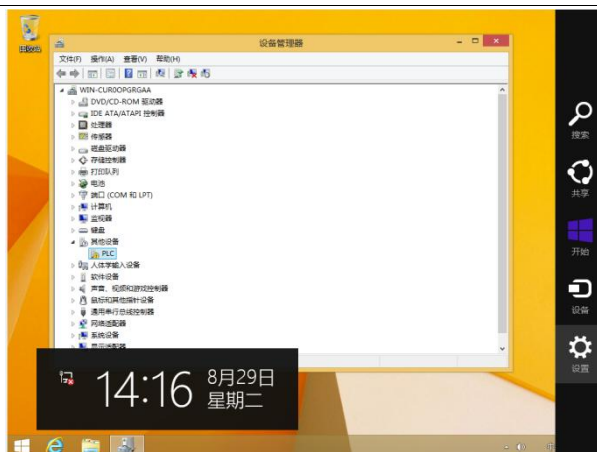 回收站
设备管理器
文件(F) 操作(A) 查看(V) 帮助(H)
WIN-CUR0OPGRGAA
DVD/CD-ROM 驱动器
IDE ATA/ATAPI 控制器
处理器
传感器
磁盘驱动器
存储控制器
打印队列
电池
端口 (COM 和 LPT)
计算机
监视器
键盘
其他设备
PLC
人体学输入设备
软件设备
声音、视频和游戏控制器
鼠标和其他指针设备
通用串行总线控制器
网络适配器
系统设备
显示适配器
搜索
共享
开始
设备
设置
14:16
8月29日
星期二